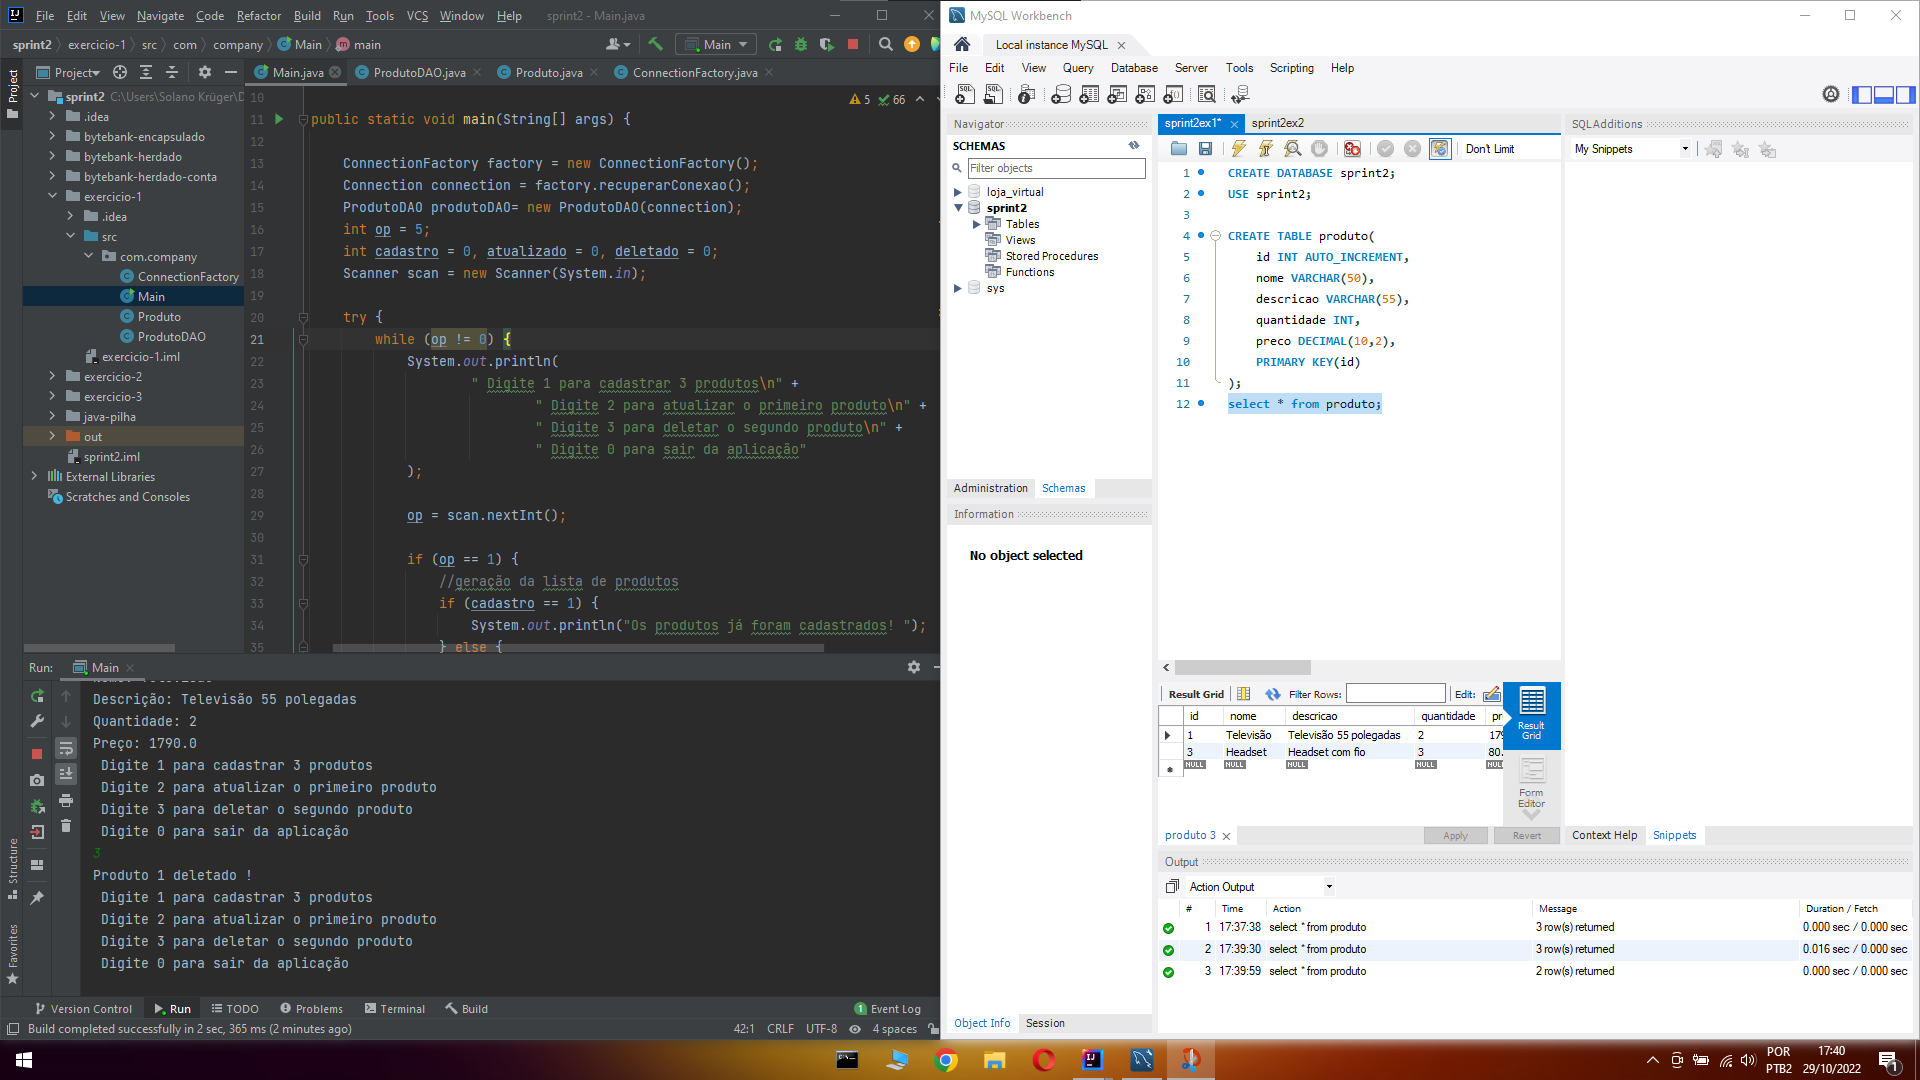 File Edit View Navigate Code Refactor Build Run Tools VCS Window Help sprint2 - Main.java
sprint2 exercicio-1 src com company Main main
Main
Project
Main.java ProdutoDAO.java Produto.java ConnectionFactory.java
Project
sprint2 C:\Users\Solano Krüger\D
.idea
bytebank-encapsulado
bytebank-herdado
bytebank-herdado-conta
exercicio-1
.idea
src
com.company
ConnectionFactory
Main
Produto
ProdutoDAO
exercicio-1.iml
exercicio-2
exercicio-3
java-pilha
out
sprint2.iml
External Libraries
Scratches and Consoles
5 66
10
11 public static void main(String[] args) {
12
13 ConnectionFactory factory = new ConnectionFactory();
14 Connection connection = factory.recuperarConexao();
15 ProdutoDAO produtoDAO= new ProdutoDAO(connection);
16 int op = 5;
17 int cadastro = 0, atualizado = 0, deletado = 0;
18 Scanner scan = new Scanner(System.in);
19
20 try {
21 while (op != 0) {
22 System.out.println(
23 " Digite 1 para cadastrar 3 produtos\n" +
24 " Digite 2 para atualizar o primeiro produto\n" +
25 " Digite 3 para deletar o segundo produto\n" +
26 " Digite 0 para sair da aplicação"
27 );
28
29 op = scan.nextInt();
30
31 if (op == 1) {
32 //geração da lista de produtos
33 if (cadastro == 1) {
34 System.out.println("Os produtos já foram cadastrados! ");
35 } else {
Run: Main
Descrição: Televisão 55 polegadas
Quantidade: 2
Preço: 1790.0
Digite 1 para cadastrar 3 produtos
Digite 2 para atualizar o primeiro produto
Digite 3 para deletar o segundo produto
Digite 0 para sair da aplicação
3
Produto 1 deletado !
Digite 1 para cadastrar 3 produtos
Digite 2 para atualizar o primeiro produto
Digite 3 para deletar o segundo produto
Digite 0 para sair da aplicação
Structure
Favorites
Version Control Run TODO Problems Terminal Build 1 Event Log
Build completed successfully in 2 sec, 365 ms (2 minutes ago) 42:1 CRLF UTF-8 4 spaces
MySQL Workbench
Local instance MySQL
File Edit View Query Database Server Tools Scripting Help
Navigator
SCHEMAS
Filter objects
loja_virtual
sprint2
Tables
Views
Stored Procedures
Functions
sys
Administration Schemas
Information
No object selected
Object Info Session
sprint2ex1* sprint2ex2
Don't Limit
1 CREATE DATABASE sprint2;
2 USE sprint2;
3
4 CREATE TABLE produto(
5 id INT AUTO_INCREMENT,
6 nome VARCHAR(50),
7 descricao VARCHAR(55),
8 quantidade INT,
9 preco DECIMAL(10,2),
10 PRIMARY KEY(id)
11 );
12 select * from produto;
Result Grid Filter Rows: Edit:
id nome descricao quantidade pr
1 Televisão Televisão 55 polegadas 2 179
3 Headset Headset com fio 3 80.
NULL NULL NULL NULL NULL
Result Grid
Form Editor
produto 3 Apply Revert
SQLAdditions
My Snippets
Context Help Snippets
Output
Action Output
# Time Action Message Duration / Fetch
1 17:37:38 select * from produto 3 row(s) returned 0.000 sec / 0.000 sec
2 17:39:30 select * from produto 3 row(s) returned 0.016 sec / 0.000 sec
3 17:39:59 select * from produto 2 row(s) returned 0.000 sec / 0.000 sec
POR
PTB2
17:40
29/10/2022
1